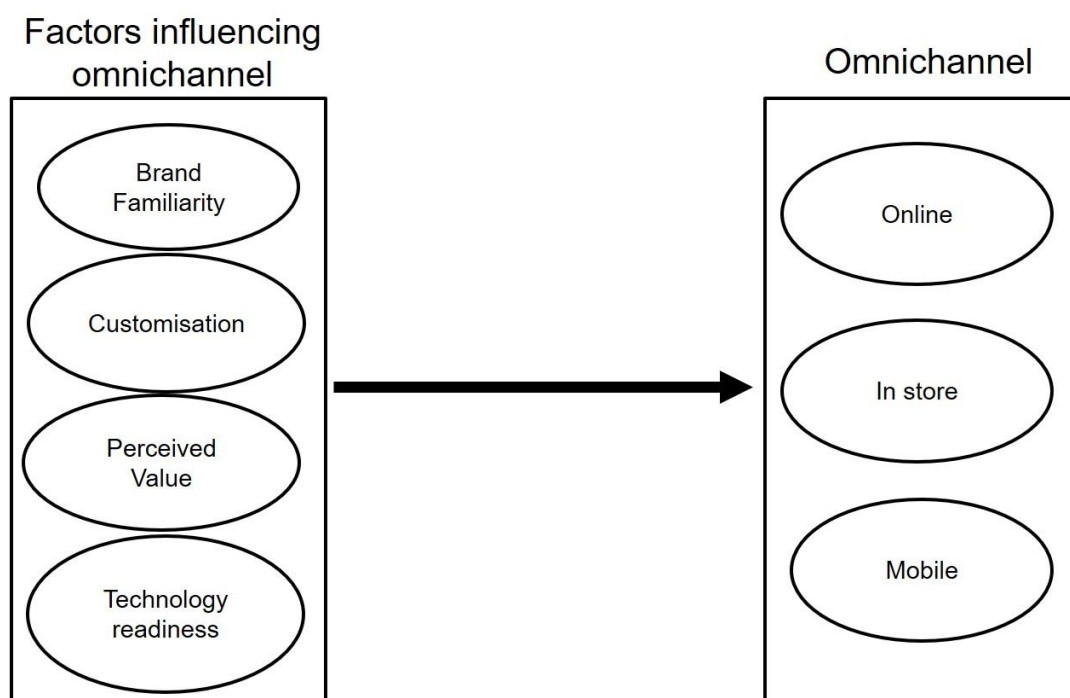 Factors influencing
omnichannel
Brand
Familiarity
Customisation
Perceived
Value
Technology
readiness
Omnichannel
Online
In store
Mobile